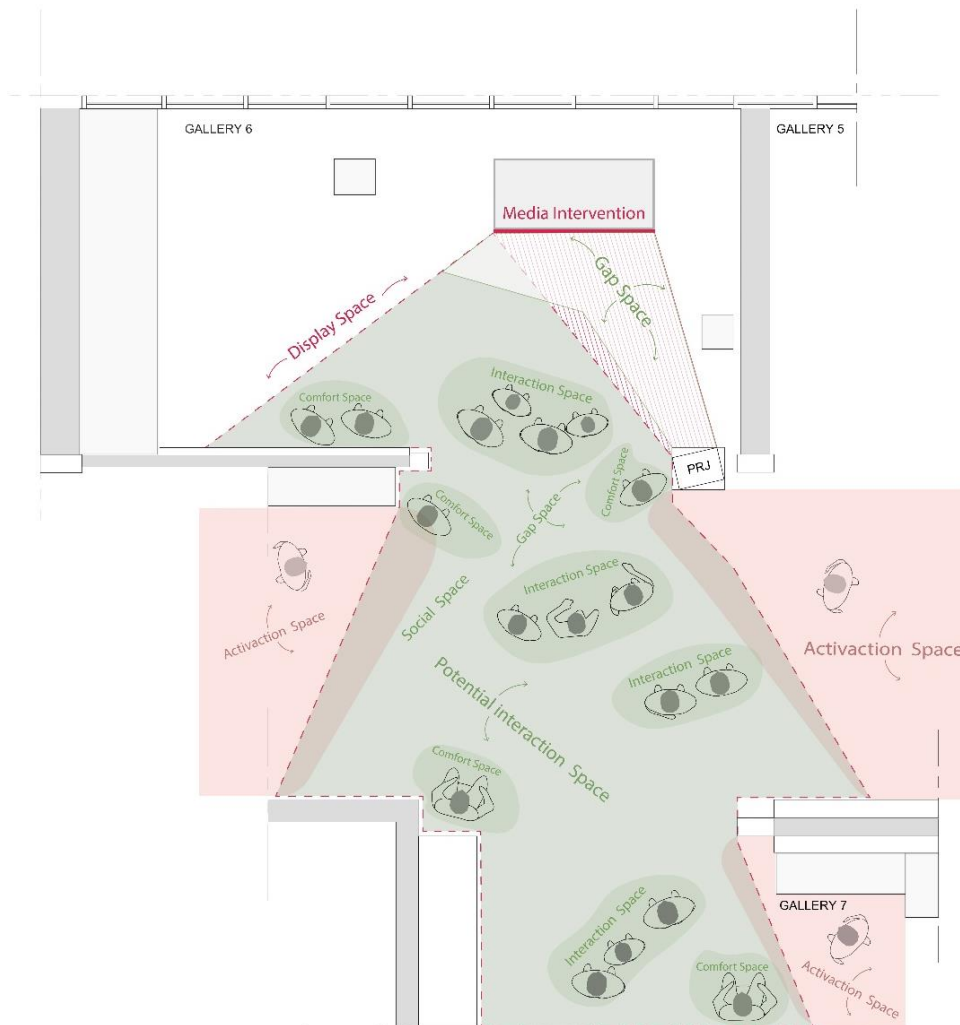 GALLERY 6
GALLERY 5
Media Intervention
Gap Space
Display Space
Interaction Space
Comfort Space
PRJ
Comfort Space
Comfort Space
Gap Space
Interaction Space
Social Space
Activaction Space
Activaction Space
Interaction Space
Potential interaction Space
Comfort Space
GALLERY 7
Interaction Space
Comfort Space
Activaction Space